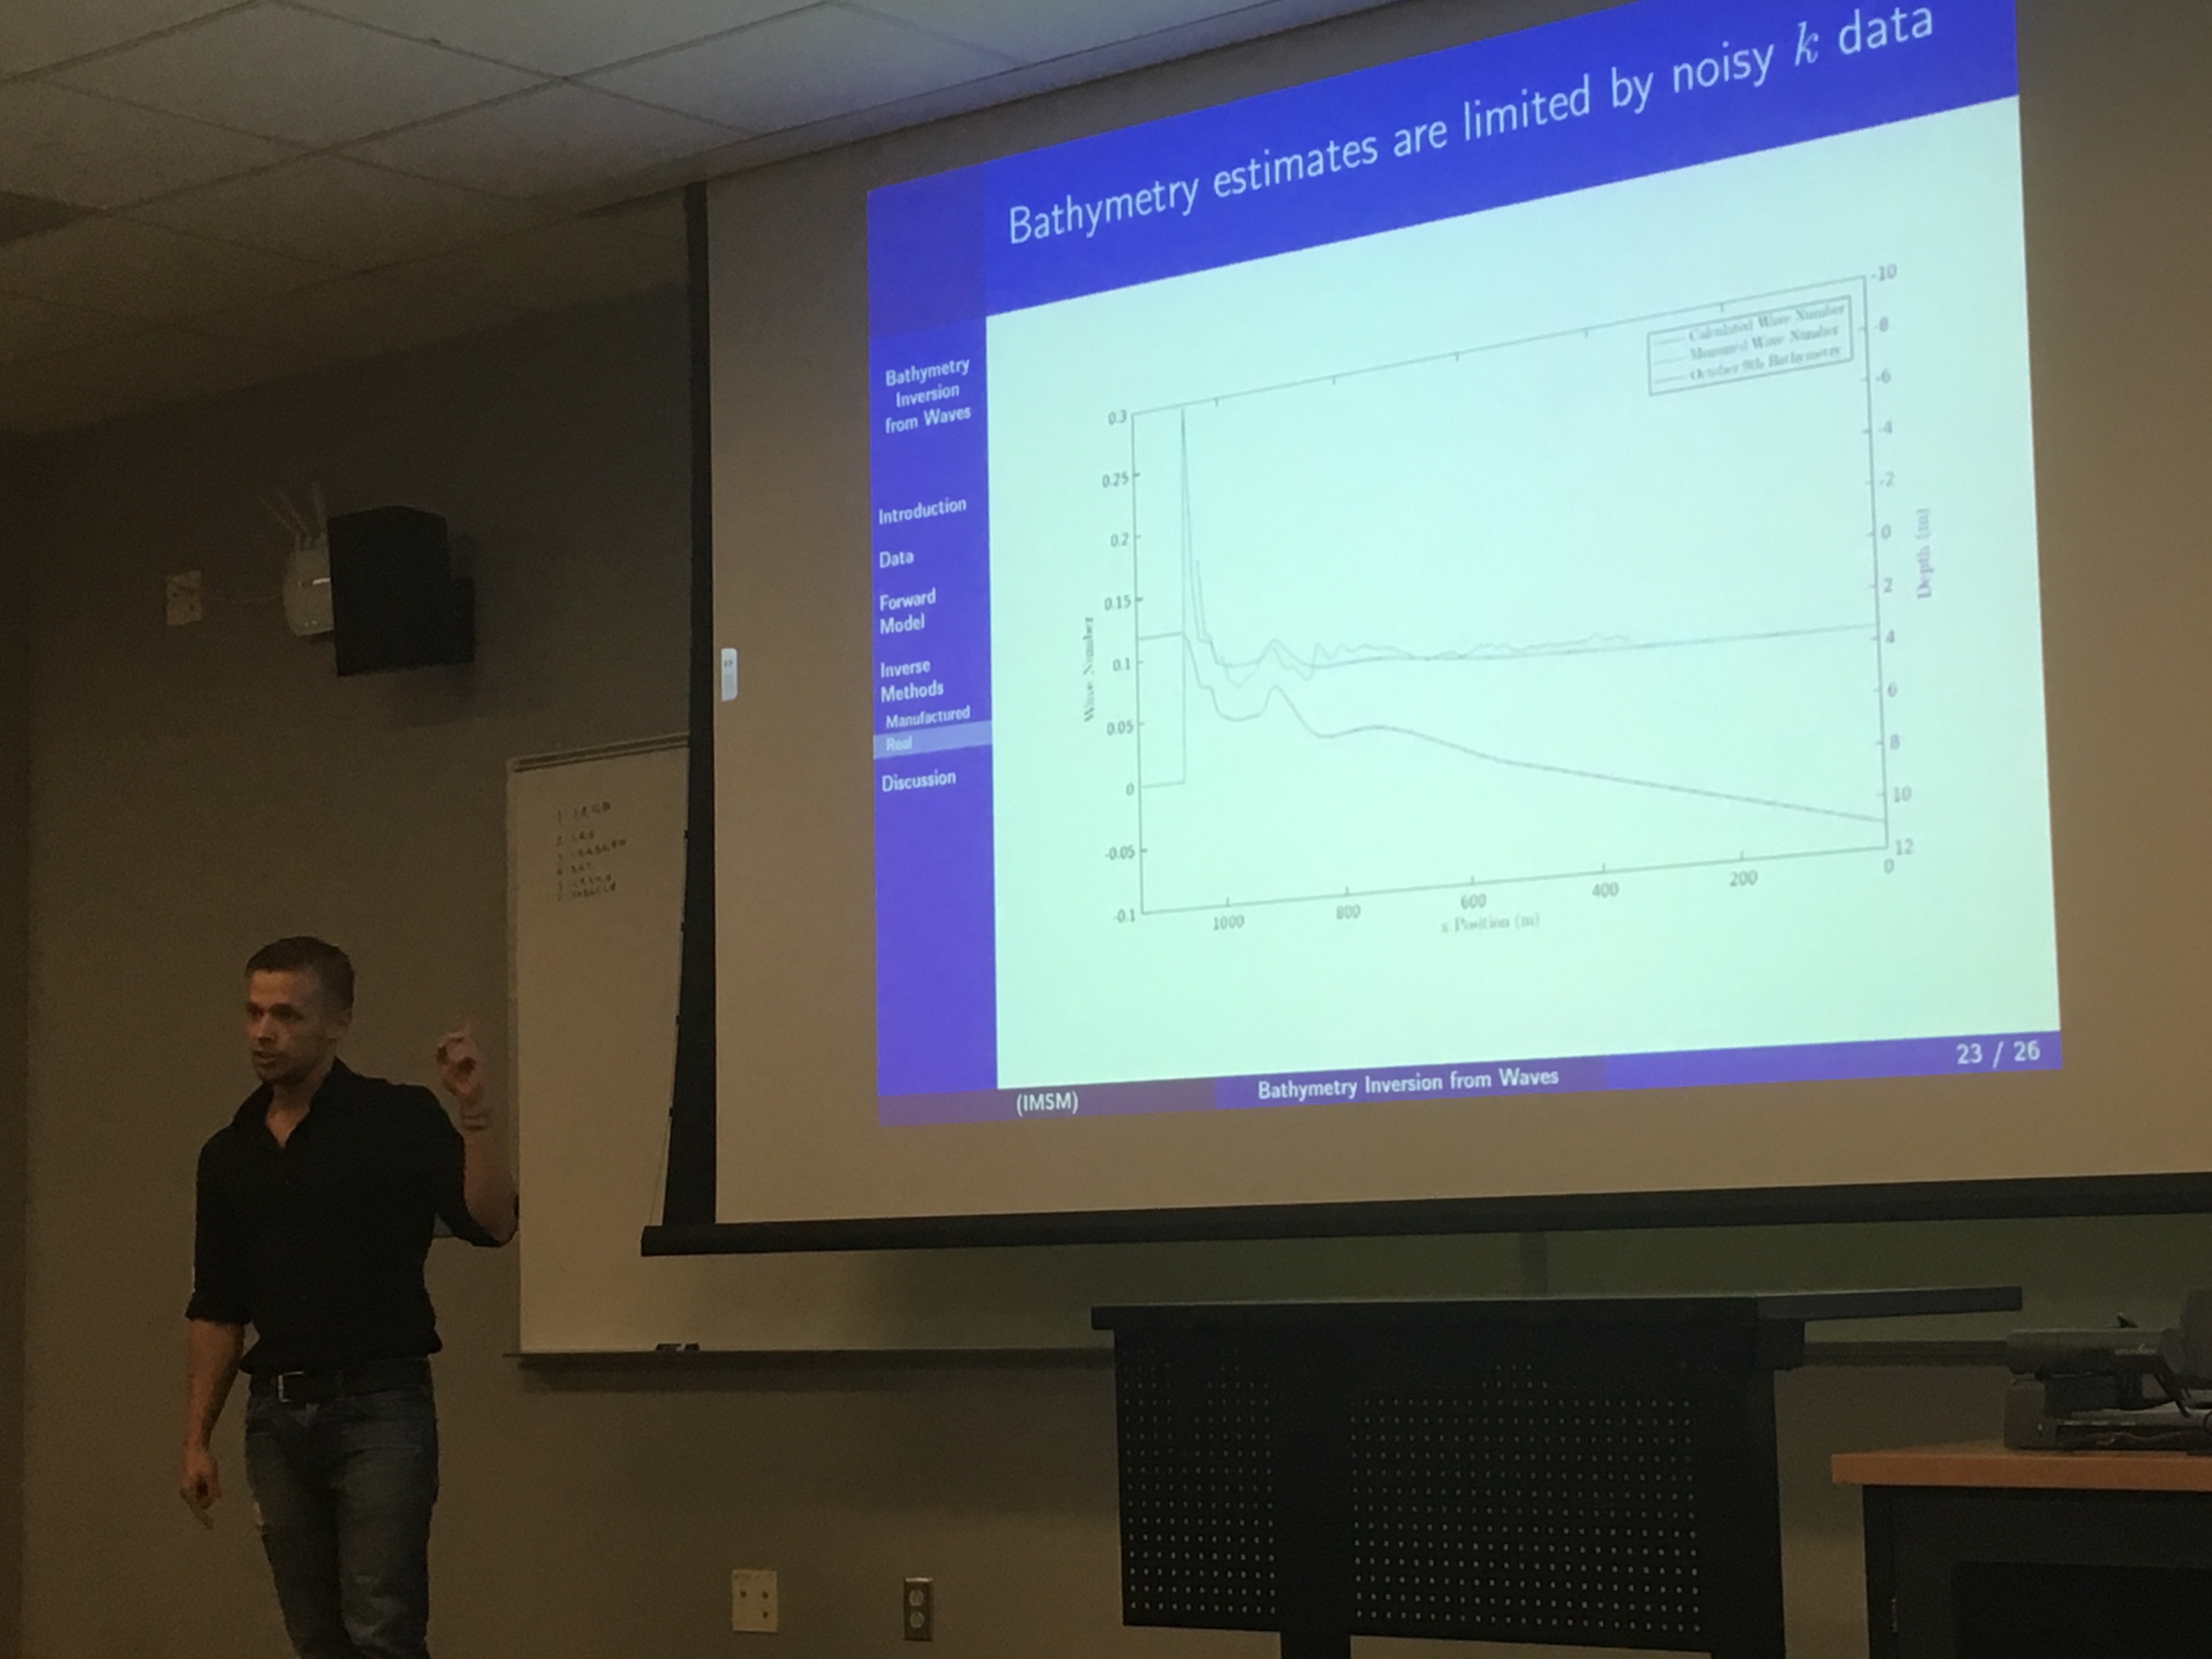 Bathymetry estimates are limited by noisy k data
Bathymetry
Inversion
from Waves
Introduction
Data
Forward
Model
Inverse
Methods
Manufactured
Real
Discussion
Calculated Wave Number
Measured Wave Number
October 9th Bathymetry
0.3
0.25
0.2
0.15
0.1
0.05
0
-0.05
-0.1
Wave Number
1000
800
600
400
200
0
x Position (m)
-10
-8
-6
-4
-2
0
2
4
6
8
10
12
Depth (m)
(IMSM)
Bathymetry Inversion from Waves
23 / 26